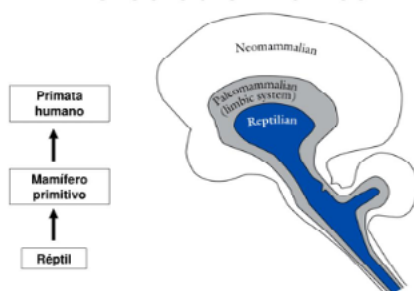 Primata
humano
Mamífero
primitivo
Réptil
Neomammalian
Paleomammalian
(limbic system)
Reptilian